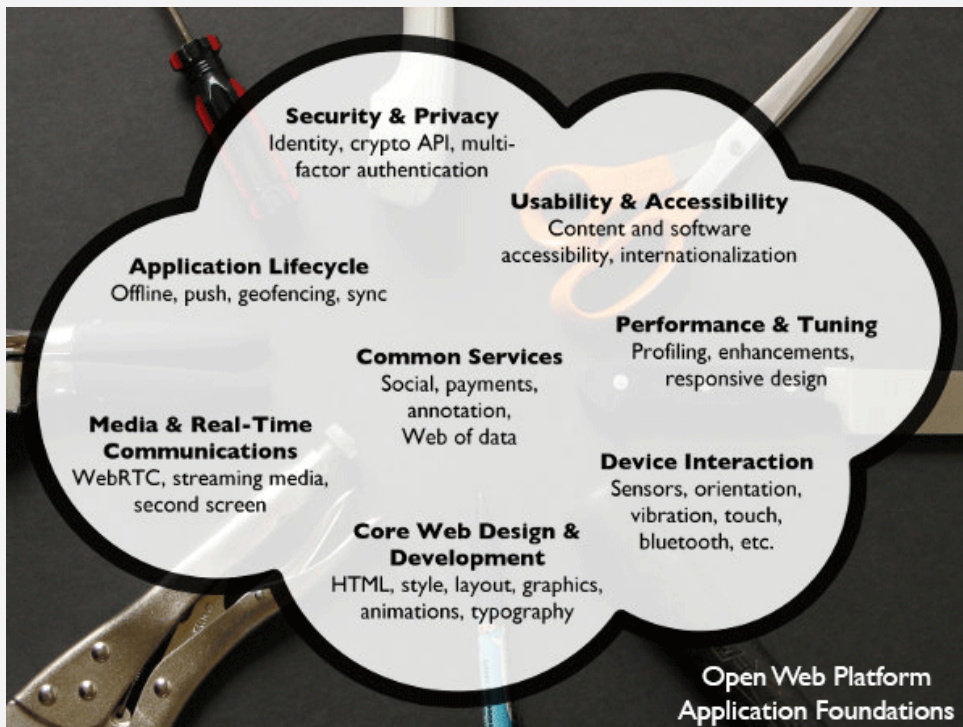 Security & Privacy
Identity, crypto API, multi-
factor authentication
Usability & Accessibility
Content and software
accessibility, internationalization
Application Lifecycle
Offline, push, geofencing, sync
Performance & Tuning
Profiling, enhancements,
responsive design
Common Services
Social, payments,
annotation,
Web of data
Media & Real-Time
Communications
WebRTC, streaming media,
second screen
Device Interaction
Sensors, orientation,
vibration, touch,
bluetooth, etc.
Core Web Design &
Development
HTML, style, layout, graphics,
animations, typography
Open Web Platform
Application Foundations